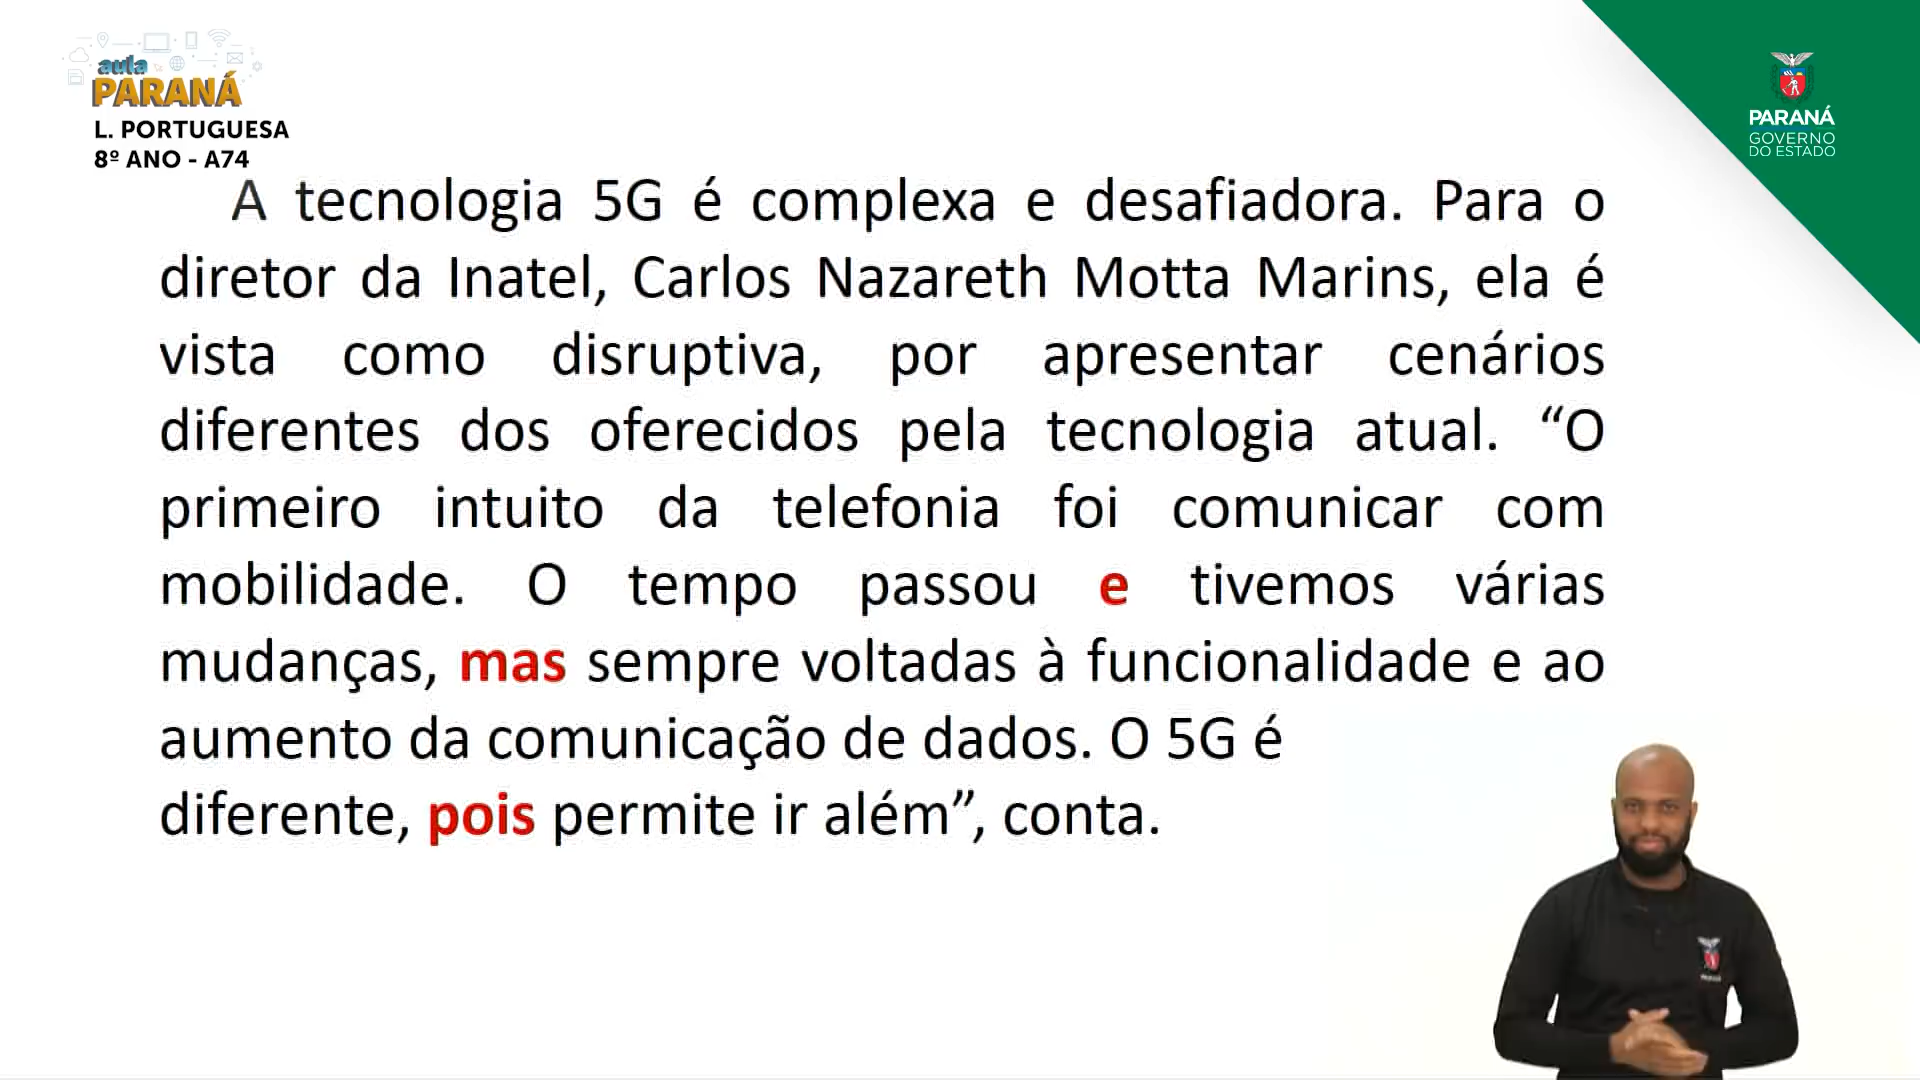 aula
PARANÁ
L. PORTUGUESA
8º ANO - A74
PARANÁ
GOVERNO
DO ESTADO
A tecnologia 5G é complexa e desafiadora. Para o
diretor da Inatel, Carlos Nazareth Motta Marins, ela é
vista como disruptiva, por apresentar cenários
diferentes dos oferecidos pela tecnologia atual. “O
primeiro intuito da telefonia foi comunicar com
mobilidade. O tempo passou e tivemos várias
mudanças, mas sempre voltadas à funcionalidade e ao
aumento da comunicação de dados. O 5G é
diferente, pois permite ir além”, conta.